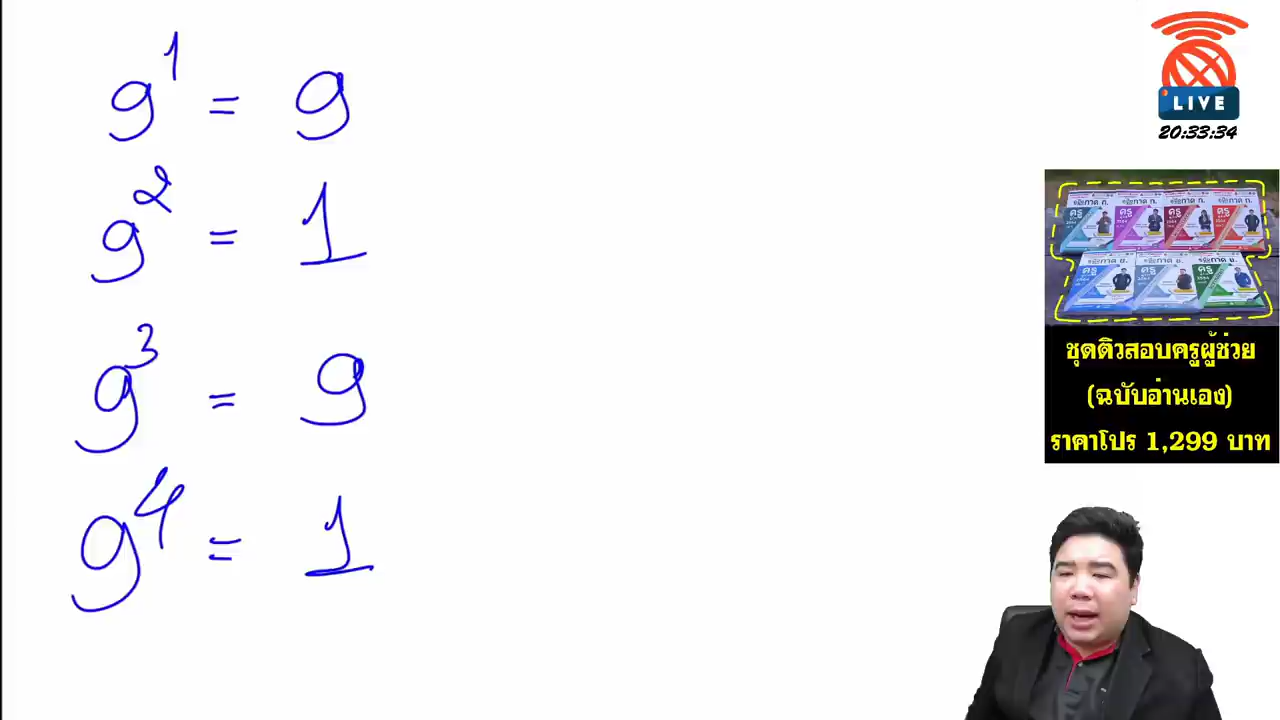 9¹ = 9
9² = 1
9³ = 9
9⁴ = 1
LIVE
20:33:34
ชุดติวสอบครูผู้ช่วย
(ฉบับอ่านเอง)
ราคาโปร 1,299 บาท